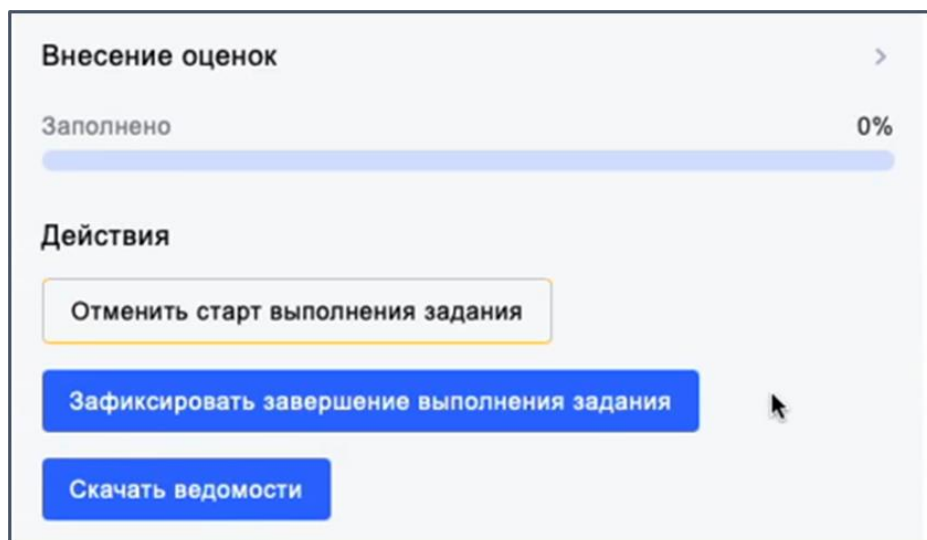 Внесение оценок
Заполнено 0%
Действия
Отменить старт выполнения задания
Зафиксировать завершение выполнения задания
Скачать ведомости